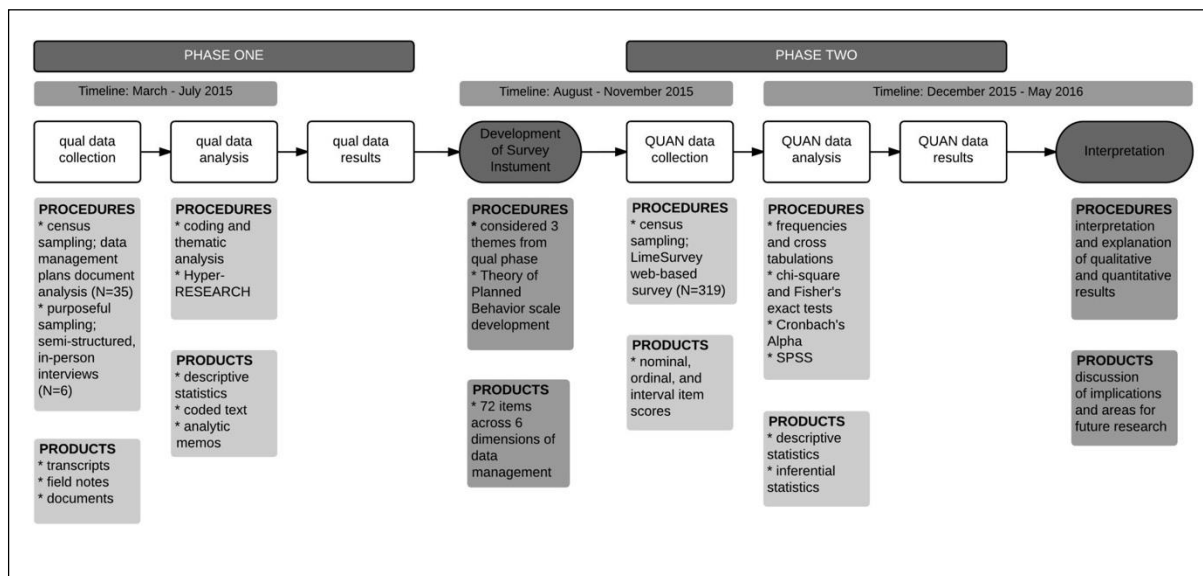 PHASE ONE
PHASE TWO
Timeline: March - July 2015
Timeline: August - November 2015
Timeline: December 2015 - May 2016
qual data
collection
qual data
analysis
qual data
results
Development
of Survey
Instument
QUAN data
collection
QUAN data
analysis
QUAN data
results
Interpretation
PROCEDURES
* census
sampling; data
management
plans document
analysis (N=35)
* purposeful
sampling;
semi-structured,
in-person
interviews
(N=6)
PRODUCTS
* transcripts
* field notes
* documents
PROCEDURES
* coding and
thematic
analysis
* Hyper-
RESEARCH
PRODUCTS
* descriptive
statistics
* coded text
* analytic
memos
PROCEDURES
* considered 3
themes from
qual phase
* Theory of
Planned
Behavior scale
development
PRODUCTS
* 72 items
across 6
dimensions of
data
management
PROCEDURES
* census
sampling;
LimeSurvey
web-based
survey (N=319)
PRODUCTS
* nominal,
ordinal, and
interval item
scores
PROCEDURES
* frequencies
and cross
tabulations
* chi-square
and Fisher's
exact tests
* Cronbach's
Alpha
* SPSS
PRODUCTS
* descriptive
statistics
* inferential
statistics
PROCEDURES
interpretation
and explanation
of qualitative
and quantitative
results
PRODUCTS
discussion
of implications
and areas for
future research